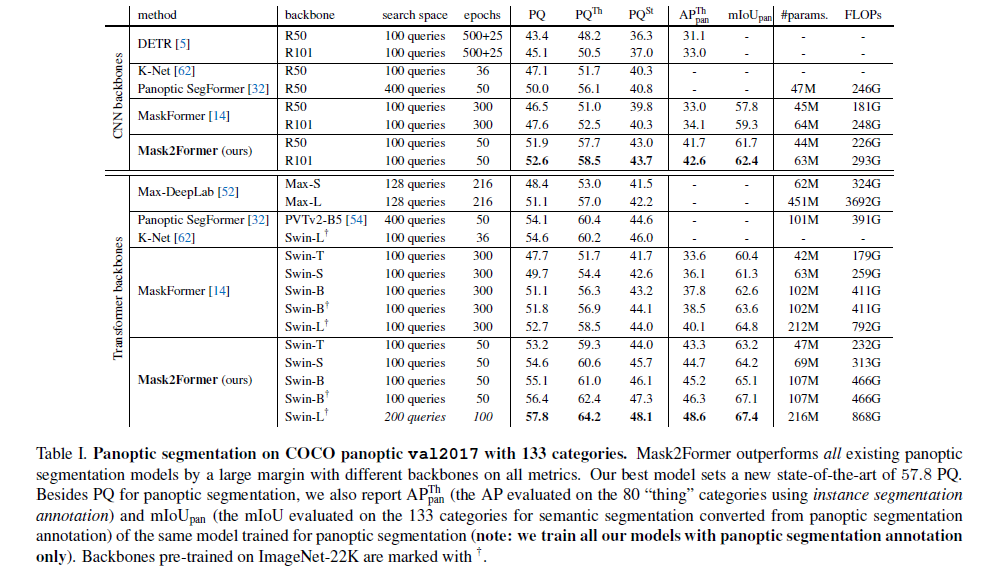 method backbone search space epochs PQ PQ^Th PQ^St AP^Th_pan mIoU_pan #params. FLOPs
CNN backbones
DETR [5] R50 100 queries 500+25 43.4 48.2 36.3 31.1 - - -
R101 100 queries 500+25 45.1 50.5 37.0 33.0 - - -
K-Net [62] R50 100 queries 36 47.1 51.7 40.3 - - - -
Panoptic SegFormer [32] R50 400 queries 50 50.0 56.1 40.8 - - 47M 246G
MaskFormer [14] R50 100 queries 300 46.5 51.0 39.8 33.0 57.8 45M 181G
R101 100 queries 300 47.6 52.5 40.3 34.1 59.3 64M 248G
Mask2Former (ours) R50 100 queries 50 51.9 57.7 43.0 41.7 61.7 44M 226G
R101 100 queries 50 52.6 58.5 43.7 42.6 62.4 63M 293G
Transformer backbones
Max-DeepLab [52] Max-S 128 queries 216 48.4 53.0 41.5 - - 62M 324G
Max-L 128 queries 216 51.1 57.0 42.2 - - 451M 3692G
Panoptic SegFormer [32] PVTv2-B5 [54] 400 queries 50 54.1 60.4 44.6 - - 101M 391G
K-Net [62] Swin-L† 100 queries 36 54.6 60.2 46.0 - - - -
MaskFormer [14] Swin-T 100 queries 300 47.7 51.7 41.7 33.6 60.4 42M 179G
Swin-S 100 queries 300 49.7 54.4 42.6 36.1 61.3 63M 259G
Swin-B 100 queries 300 51.1 56.3 43.2 37.8 62.6 102M 411G
Swin-B† 100 queries 300 51.8 56.9 44.1 38.5 63.6 102M 411G
Swin-L† 100 queries 300 52.7 58.5 44.0 40.1 64.8 212M 792G
Mask2Former (ours) Swin-T 100 queries 50 53.2 59.3 44.0 43.3 63.2 47M 232G
Swin-S 100 queries 50 54.6 60.6 45.7 44.7 64.2 69M 313G
Swin-B 100 queries 50 55.1 61.0 46.1 45.2 65.1 107M 466G
Swin-B† 100 queries 50 56.4 62.4 47.3 46.3 67.1 107M 466G
Swin-L† 200 queries 100 57.8 64.2 48.1 48.6 67.4 216M 868G
Table I. Panoptic segmentation on COCO panoptic val2017 with 133 categories. Mask2Former outperforms all existing panoptic
segmentation models by a large margin with different backbones on all metrics. Our best model sets a new state-of-the-art of 57.8 PQ.
Besides PQ for panoptic segmentation, we also report AP^Th_pan (the AP evaluated on the 80 “thing” categories using instance segmentation
annotation) and mIoU_pan (the mIoU evaluated on the 133 categories for semantic segmentation converted from panoptic segmentation
annotation) of the same model trained for panoptic segmentation (note: we train all our models with panoptic segmentation annotation
only). Backbones pre-trained on ImageNet-22K are marked with †.